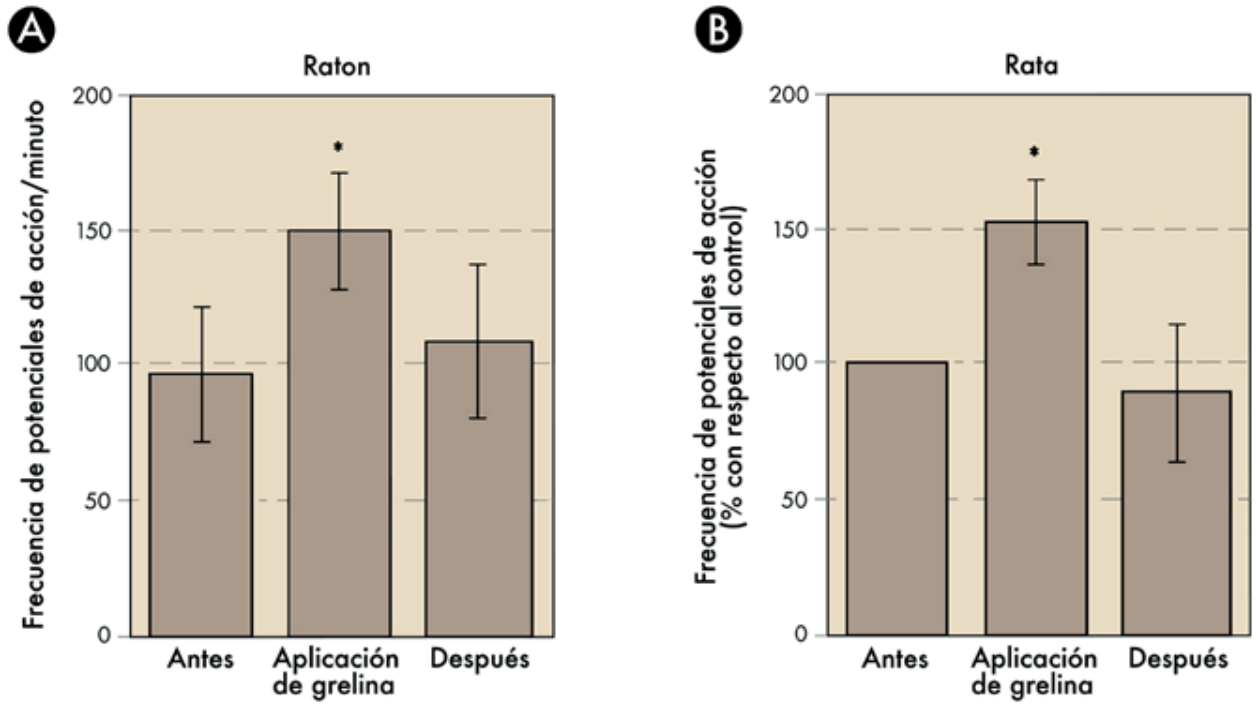 A
Raton
Frecuencia de potenciales de acción/minuto
200
150
100
50
0
*
Antes
Aplicación
de grelina
Después
B
Rata
Frecuencia de potenciales de acción
(% con respecto al control)
200
150
100
50
0
*
Antes
Aplicación
de grelina
Después